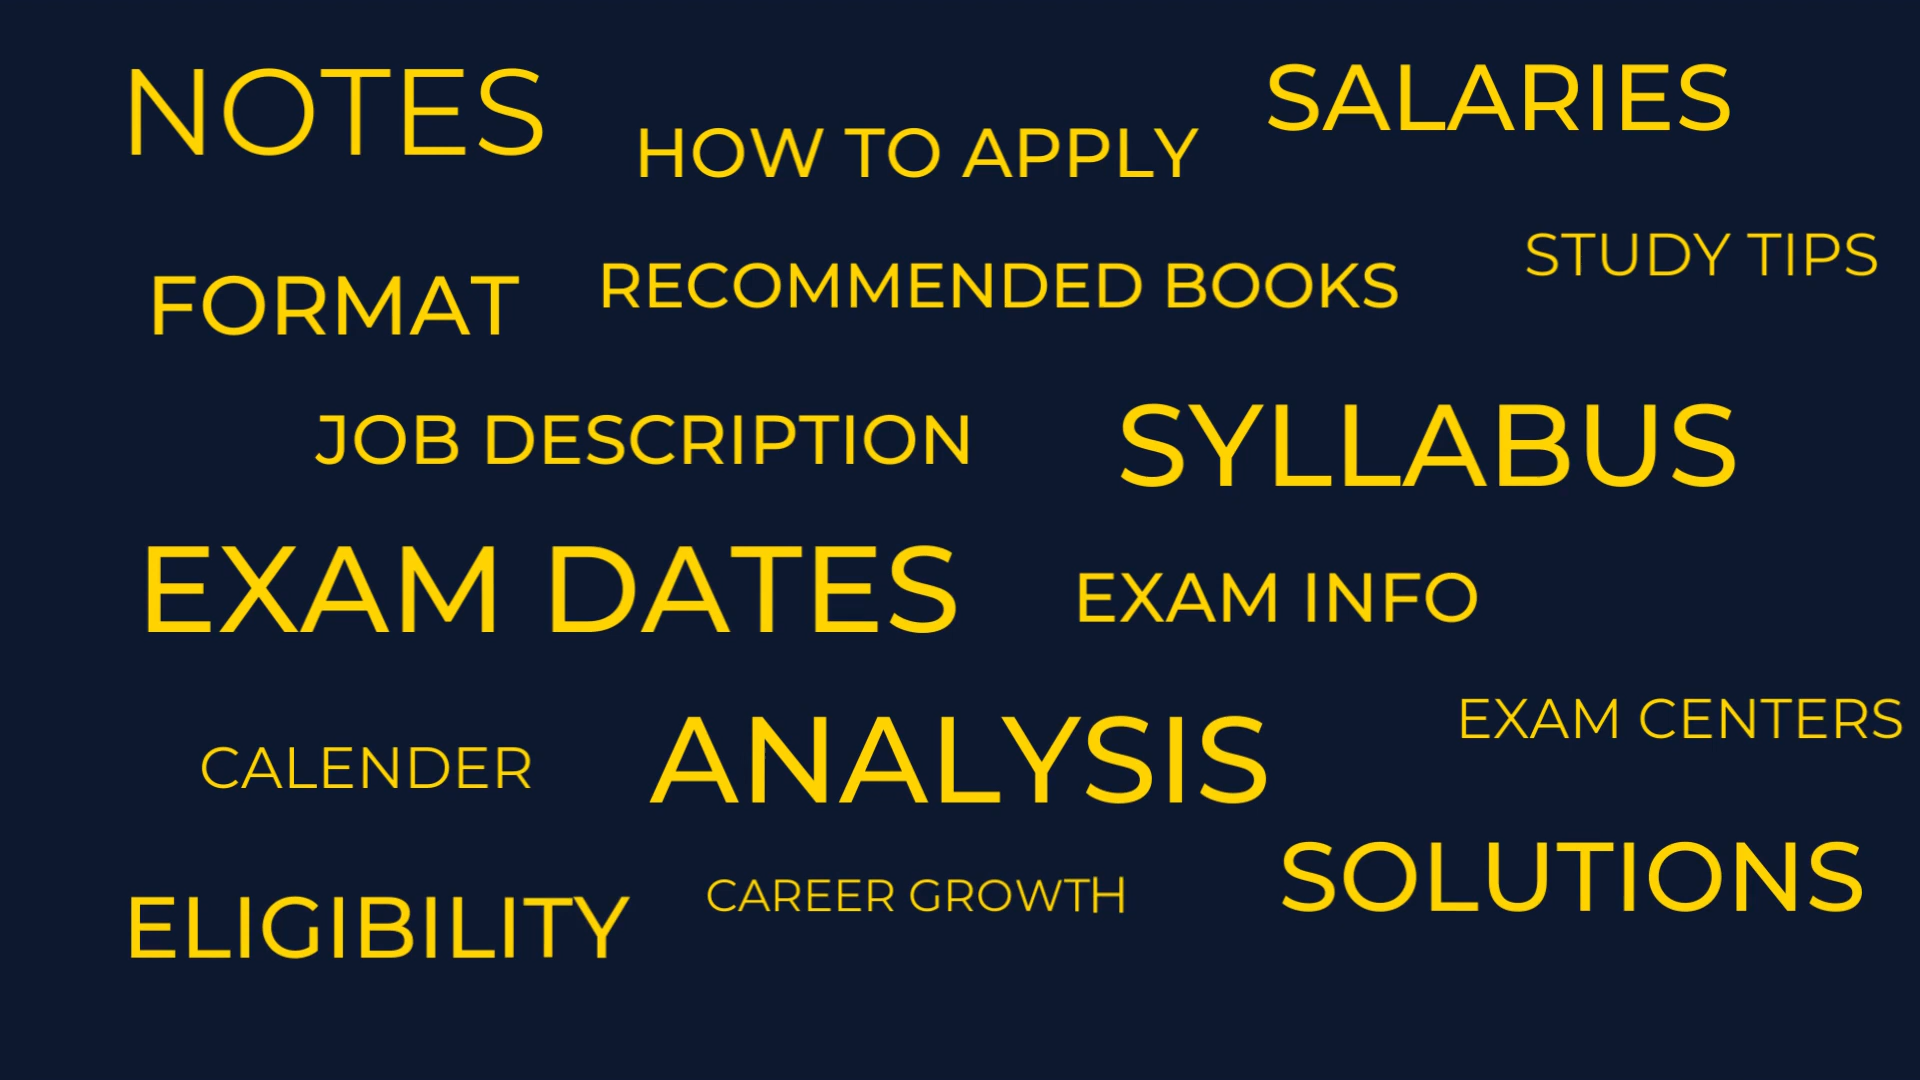 NOTES
HOW TO APPLY
SALARIES
FORMAT
RECOMMENDED BOOKS
STUDY TIPS
JOB DESCRIPTION
SYLLABUS
EXAM DATES
EXAM INFO
CALENDER
ANALYSIS
EXAM CENTERS
ELIGIBILITY
CAREER GROWTH
SOLUTIONS